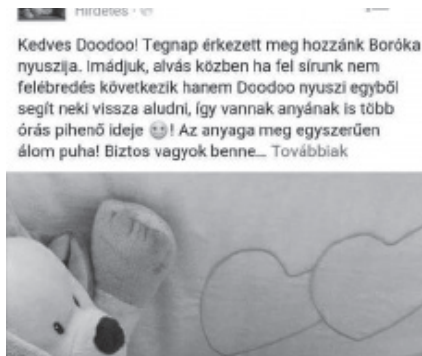 Hirdetés ·
Kedves Doodoo! Tegnap érkezett meg hozzánk Boróka
nyuszija. Imádjuk, alvás közben ha fel sírunk nem
felébredés következik hanem Doodoo nyuszi egyből
segít neki vissza aludni, így vannak anyának is több
órás pihenő ideje 🙂! Az anyaga meg egyszerűen
álom puha! Biztos vagyok benne... Továbbiak